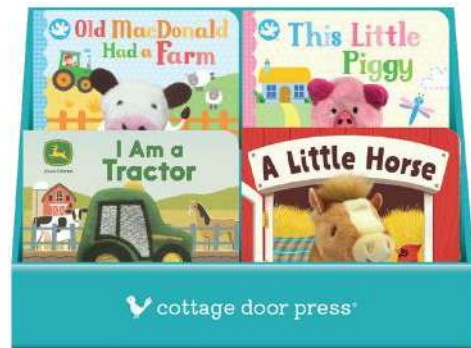 Old MacDonald
Had a Farm
This Little
Piggy
JOHN DEERE
I Am a
Tractor
A Little Horse
cottage door press®